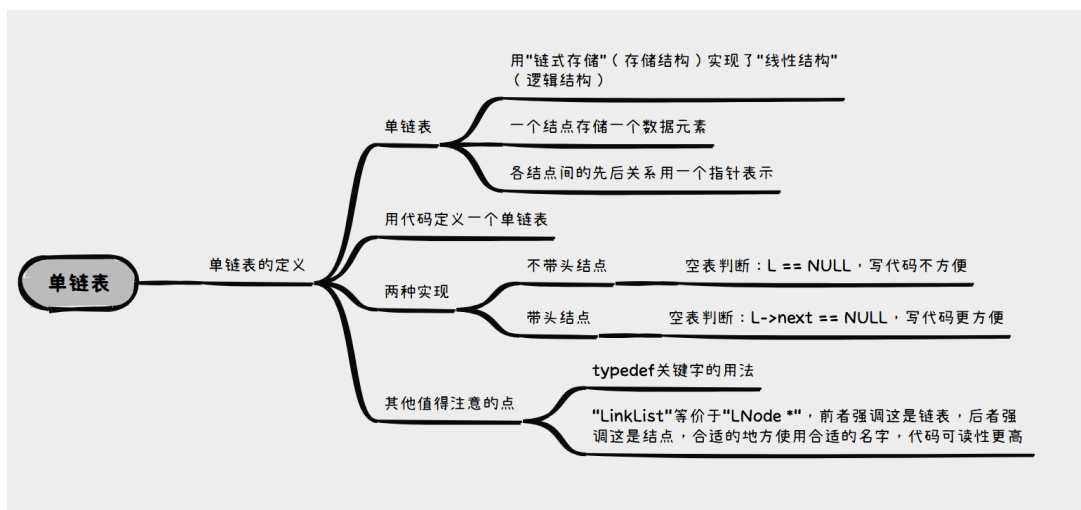 单链表
单链表的定义
单链表
用"链式存储"（存储结构）实现了"线性结构"
（逻辑结构）
一个结点存储一个数据元素
各结点间的先后关系用一个指针表示
用代码定义一个单链表
两种实现
不带头结点
空表判断：L == NULL，写代码不方便
带头结点
空表判断：L->next == NULL，写代码更方便
其他值得注意的点
typedef关键字的用法
"LinkList"等价于"LNode *"，前者强调这是链表，后者强
调这是结点，合适的地方使用合适的名字，代码可读性更高